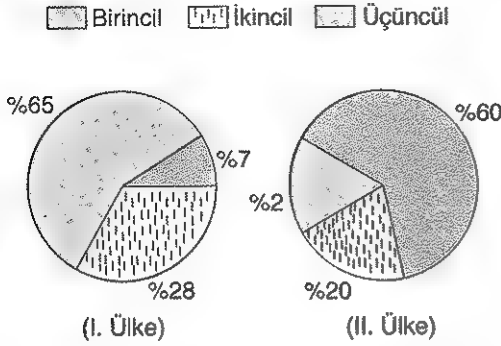 Birincil İkincil Üçüncül
%65
%7
%28
(I. Ülke)
%60
%2
%20
(II. Ülke)